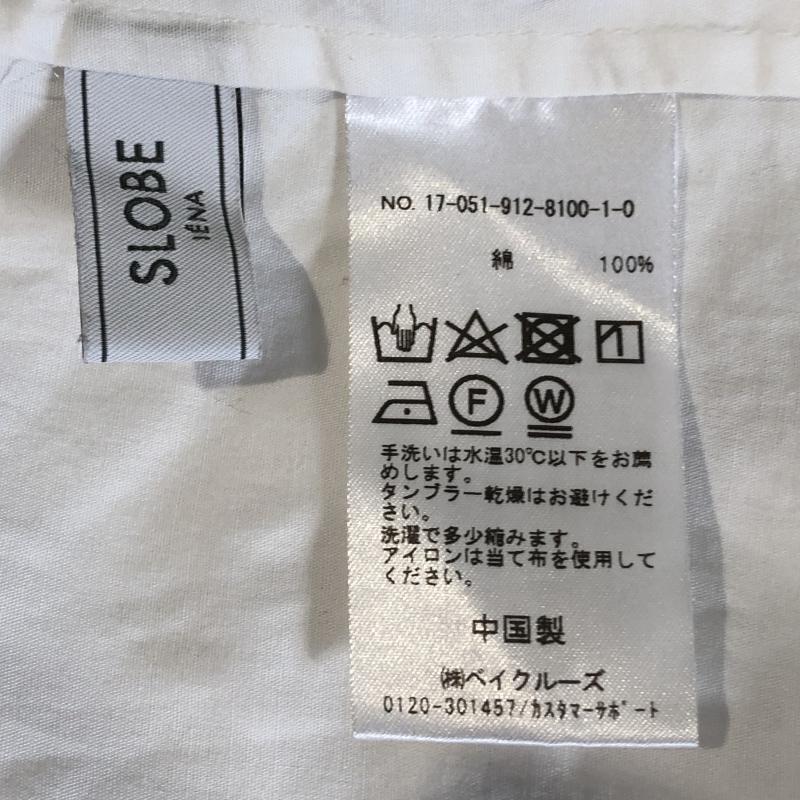 SLOBE
IÉNA
NO. 17-051-912-8100-1-0
綿 100%
F W
手洗いは水温30℃以下をお薦
めします。
タンブラー乾燥はお避けくだ
さい。
洗濯で多少縮みます。
アイロンは当て布を使用して
ください。
中国製
㈱ベイクルーズ
0120-301457/カスタマーサポート